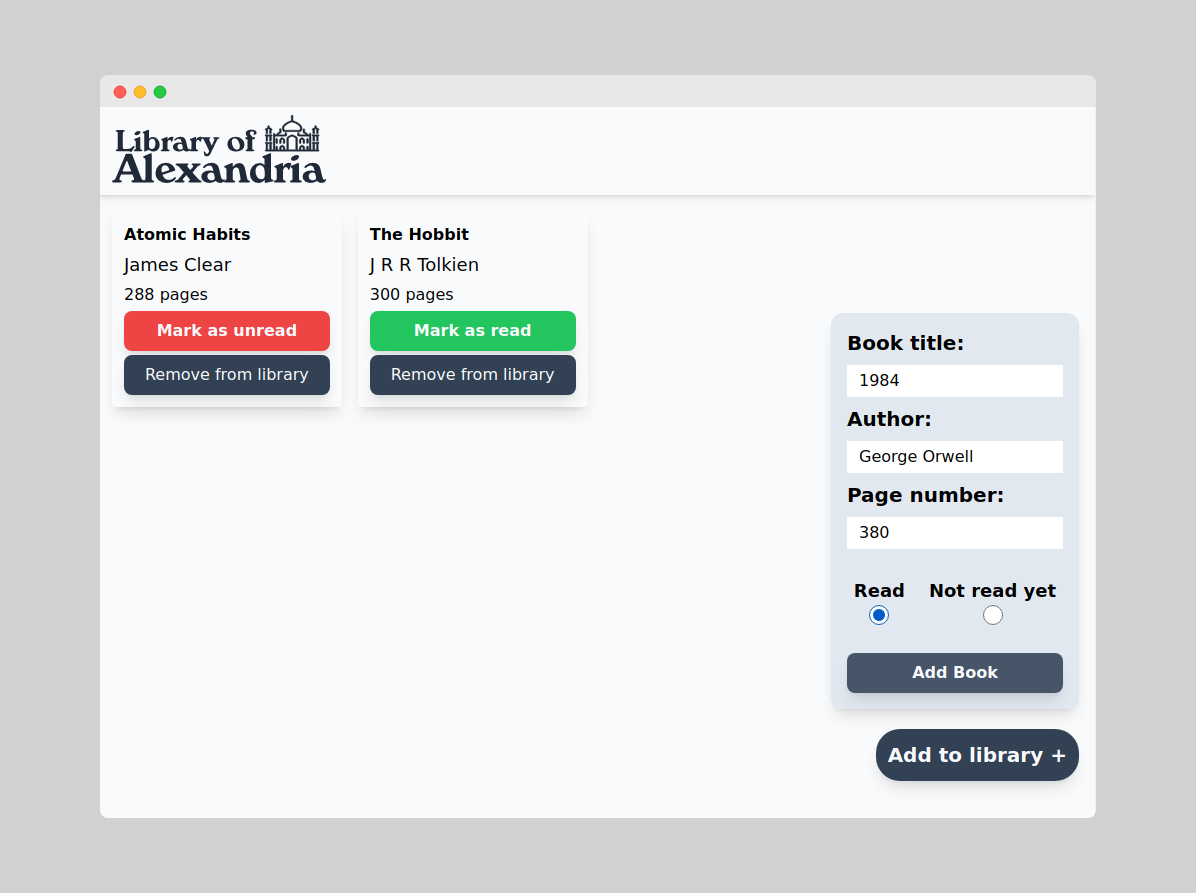 Library of
Alexandria
Atomic Habits
James Clear
288 pages
Mark as unread
Remove from library
The Hobbit
J R R Tolkien
300 pages
Mark as read
Remove from library
Book title:
1984
Author:
George Orwell
Page number:
380
Read Not read yet
Add Book
Add to library +